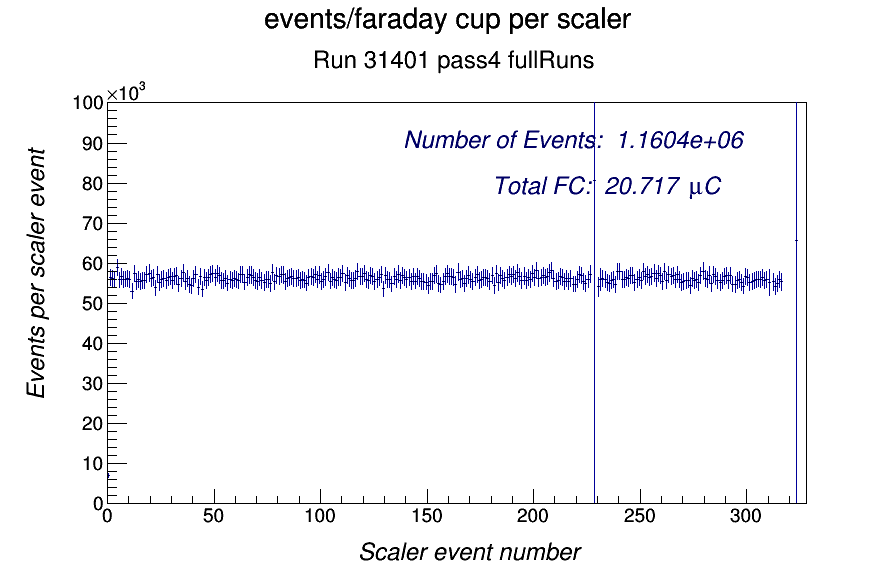 events/faraday cup per scaler
Run 31401 pass4 fullRuns
×10³
100
90
80
70
60
50
40
30
20
10
0
Number of Events: 1.1604e+06
Total FC: 20.717 μC
Events per scaler event
0 50 100 150 200 250 300
Scaler event number